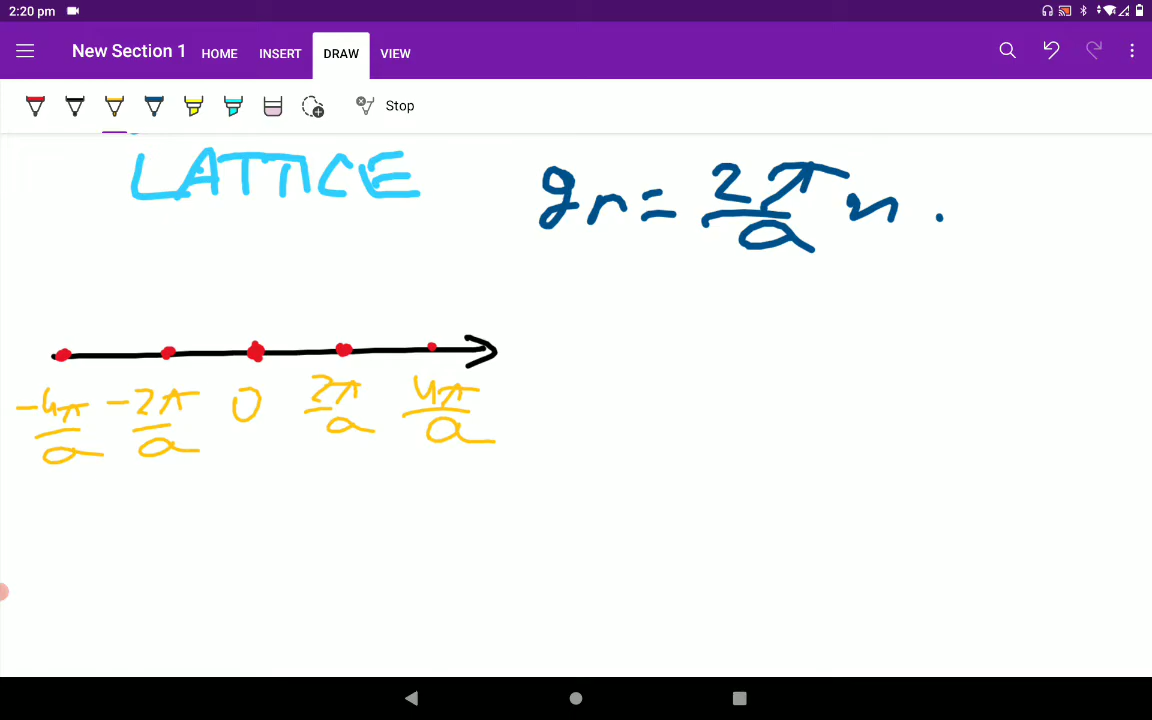 2:20 pm
New Section 1 HOME INSERT DRAW VIEW
Stop
LATTICE
gn = 2π/a n .
-4π/a -2π/a 0 2π/a 4π/a